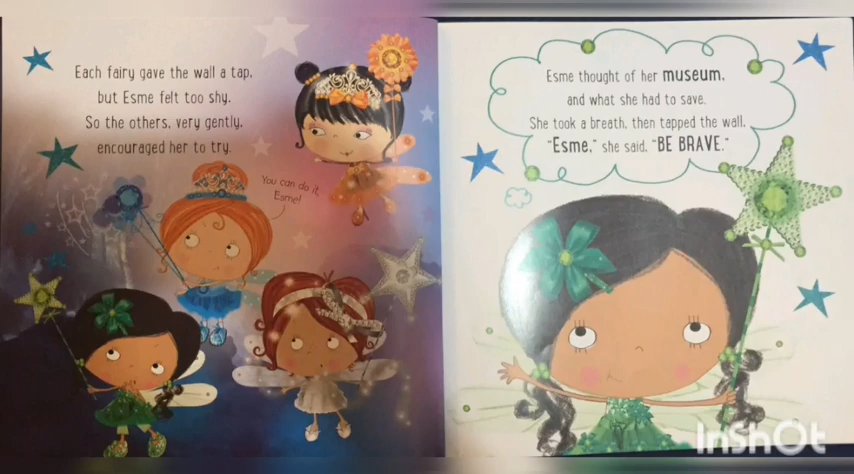 Each fairy gave the wall a tap,
but Esme felt too shy.
So the others, very gently,
encouraged her to try.
You can do it,
Esme!
Esme thought of her museum,
and what she had to save.
She took a breath, then tapped the wall.
"Esme," she said, "BE BRAVE."
InShOt